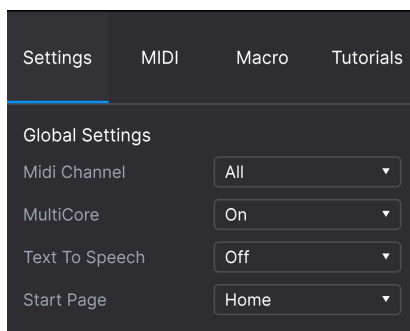 Settings MIDI Macro Tutorials
Global Settings
Midi Channel All
MultiCore On
Text To Speech Off
Start Page Home